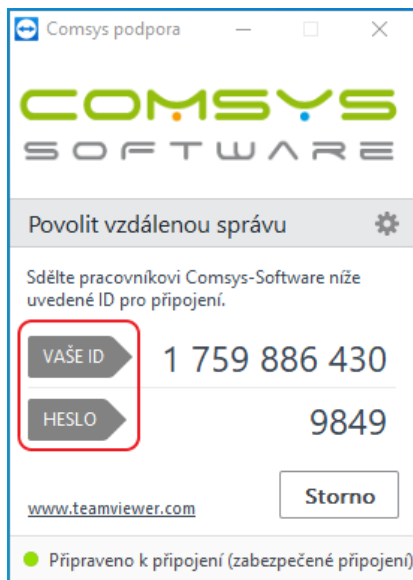 Comsys podpora
COMSYS
SOFTWARE
Povolit vzdálenou správu
Sdělte pracovníkovi Comsys-Software níže
uvedené ID pro připojení.
VAŠE ID 1 759 886 430
HESLO 9849
www.teamviewer.com Storno
Připraveno k připojení (zabezpečené připojení)